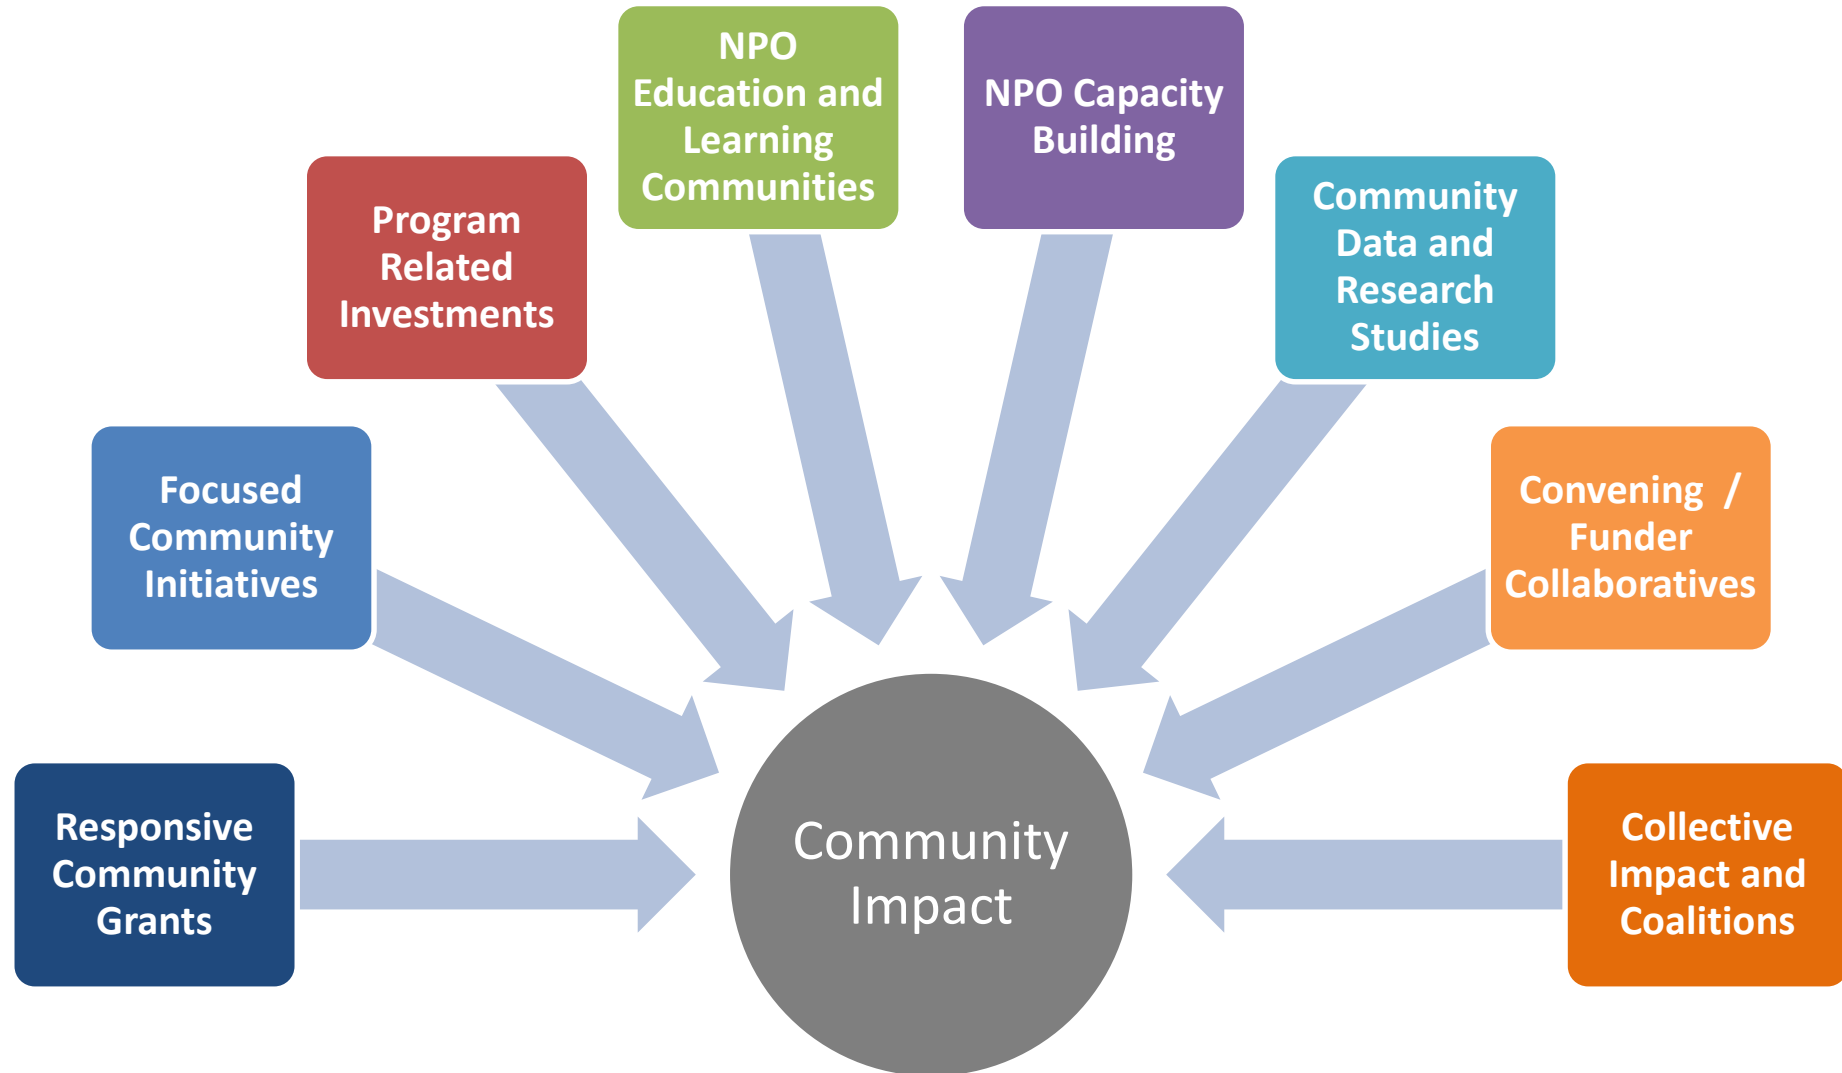 NPO
Education and
Learning
Communities
NPO Capacity
Building
Program
Related
Investments
Community
Data and
Research
Studies
Focused
Community
Initiatives
Convening /
Funder
Collaboratives
Responsive
Community
Grants
Community
Impact
Collective
Impact and
Coalitions